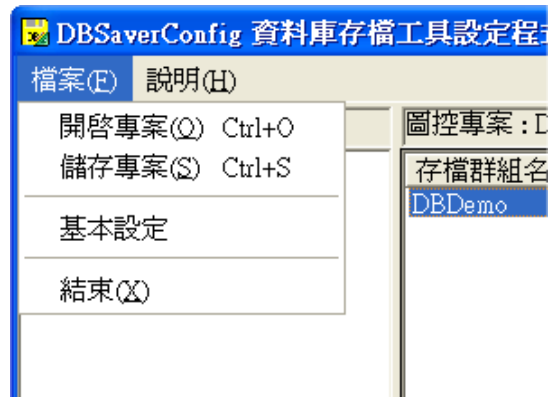 DBSaverConfig 資料庫存檔工具設定程
檔案(F) 說明(H)
開啓專案(O) Ctrl+O
儲存專案(S) Ctrl+S
基本設定
結束(X)
圖控專案:D
存檔群組名
DBDemo